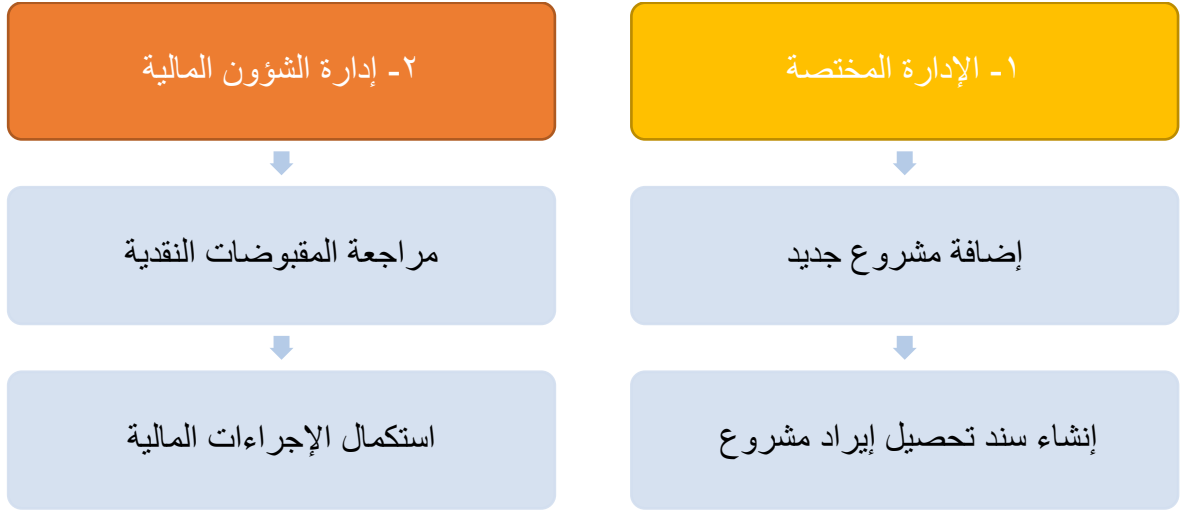 ١- الإدارة المختصة
إضافة مشروع جديد
إنشاء سند تحصيل إيراد مشروع
٢- إدارة الشؤون المالية
مراجعة المقبوضات النقدية
استكمال الإجراءات المالية